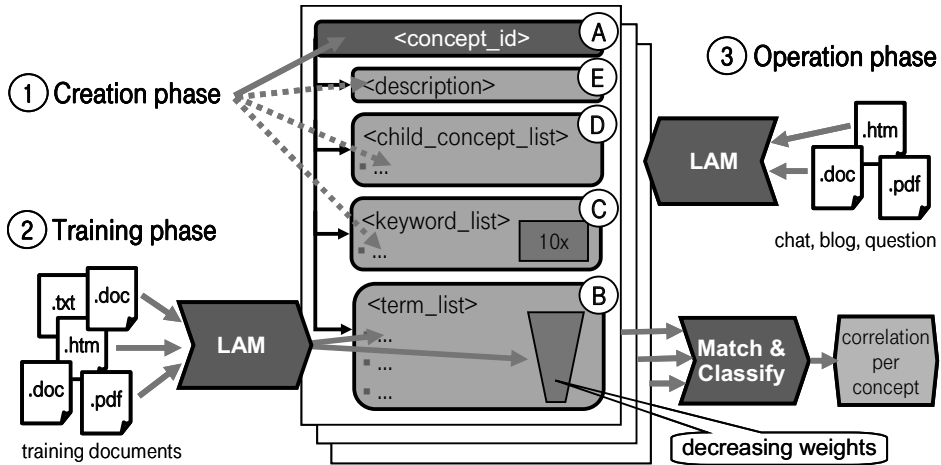 <concept_id>
A
<description>
E
<child_concept_list>
D
...
<keyword_list>
C
10x
...
<term_list>
B
...
...
...
1 Creation phase
2 Training phase
.txt
.doc
.htm
.doc
.pdf
training documents
LAM
3 Operation phase
LAM
.htm
.doc
.pdf
chat, blog, question
Match &
Classify
correlation
per
concept
decreasing weights